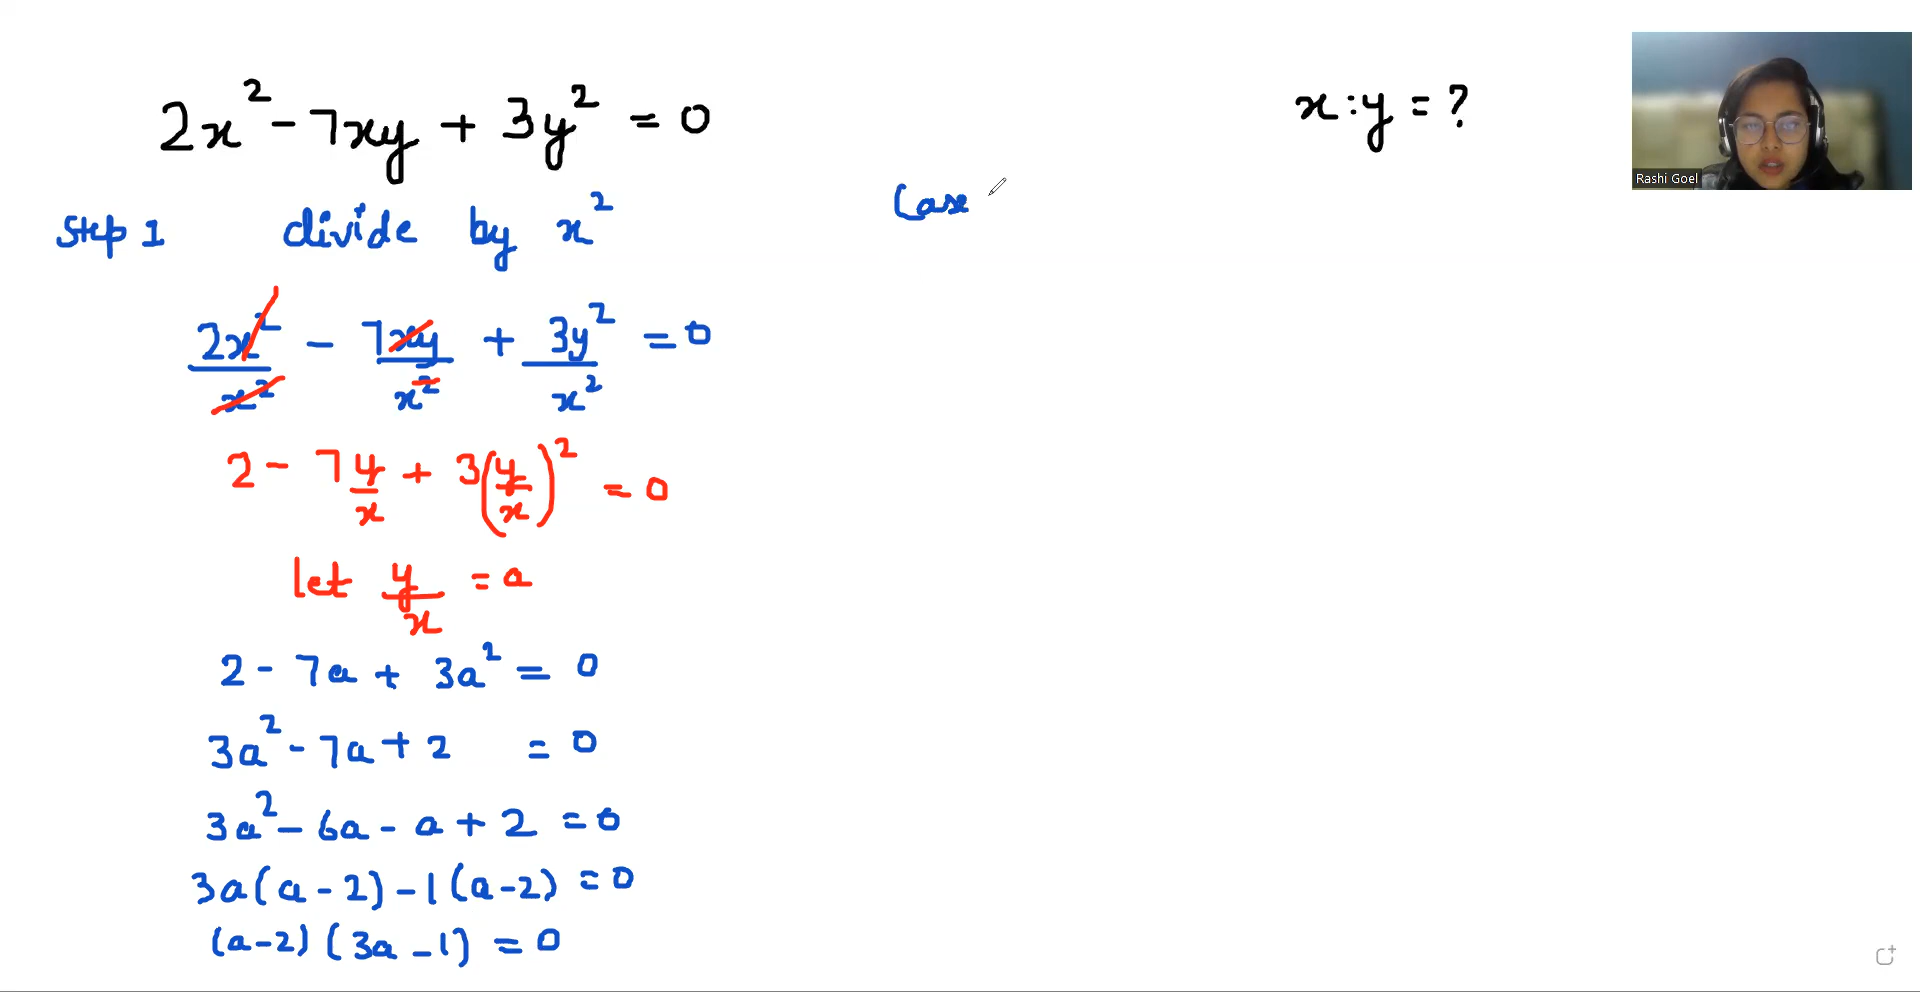 2x² - 7xy + 3y² = 0
x : y = ?
Rashi Goel
Step 1 divide by x²
Case
2x²/x² - 7xy/x² + 3y²/x² = 0
2 - 7y/x + 3(y/x)² = 0
let y/x = a
2 - 7a + 3a² = 0
3a² - 7a + 2 = 0
3a² - 6a - a + 2 = 0
3a(a - 2) - 1(a - 2) = 0
(a - 2)(3a - 1) = 0